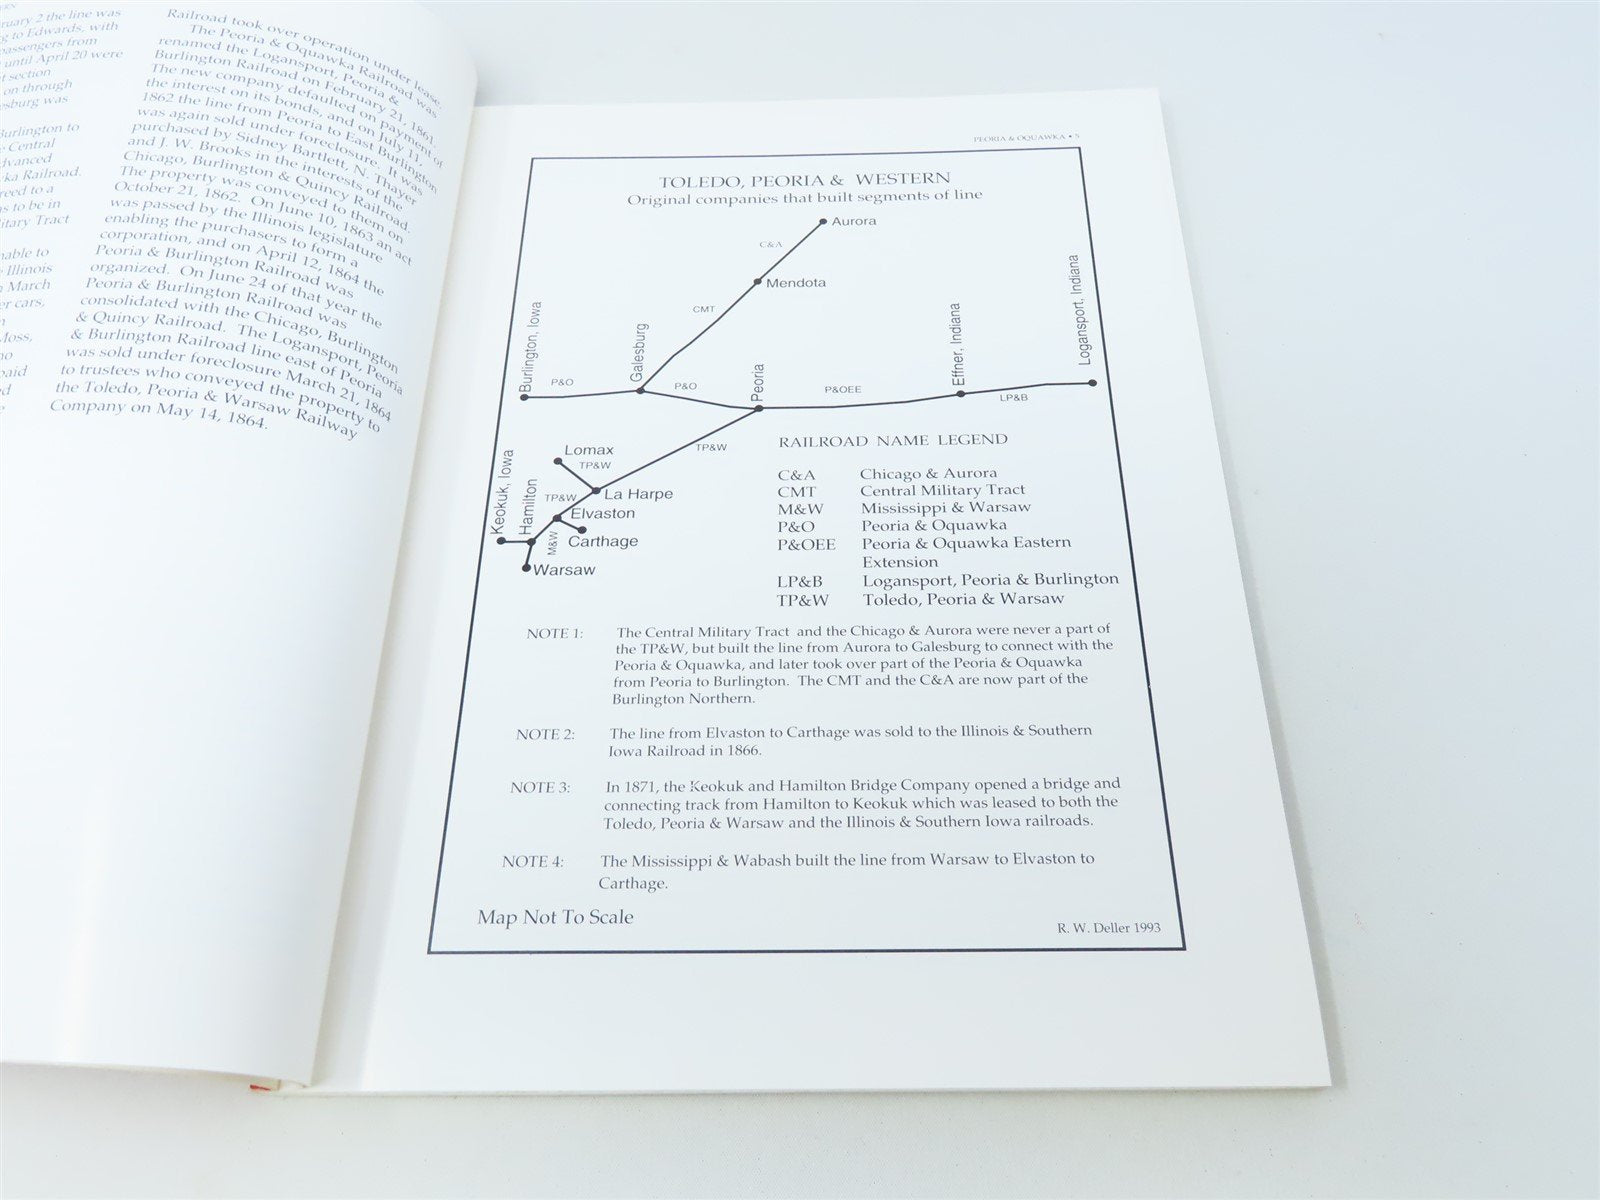 ruary 2 the line was
to Edwards, with
passengers from
until April 20 were
section
on through
esburg was
Burlington to
Central
dvanced
ka Railroad.
reed to a
s to be in
litary Tract
nable to
Illinois
March
er cars,
Moss,
no
paid
Railroad took over operation under lease.
The Peoria & Oquawka Railroad was
renamed the Logansport, Peoria &
Burlington Railroad on February 21, 1861.
The new company defaulted on payment of
the interest on its bonds, and on July 11,
1862 the line from Peoria to East Burlington
was again sold under foreclosure. It was
purchased by Sidney Bartlett, N. Thayer
and J. W. Brooks in the interests of the
Chicago, Burlington & Quincy Railroad.
The property was conveyed to them on
October 21, 1862. On June 10, 1863 an act
was passed by the Illinois legislature
enabling the purchasers to form a
corporation, and on April 12, 1864 the
Peoria & Burlington Railroad was
organized. On June 24 of that year the
Peoria & Burlington Railroad was
consolidated with the Chicago, Burlington
& Quincy Railroad. The Logansport, Peoria
& Burlington Railroad line east of Peoria
was sold under foreclosure March 21, 1864
to trustees who conveyed the property to
the Toledo, Peoria & Warsaw Railway
Company on May 14, 1864.
PEORIA & OQUAWKA • 5
TOLEDO, PEORIA & WESTERN
Original companies that built segments of line
Aurora
C&A
Mendota
CMT
Burlington, Iowa
Galesburg
Peoria
Effner, Indiana
Logansport, Indiana
P&O
P&O
P&OEE
LP&B
TP&W
Lomax
TP&W
La Harpe
TP&W
Elvaston
Keokuk, Iowa
Hamilton
M&W
Carthage
Warsaw
RAILROAD NAME LEGEND
C&A Chicago & Aurora
CMT Central Military Tract
M&W Mississippi & Warsaw
P&O Peoria & Oquawka
P&OEE Peoria & Oquawka Eastern
Extension
LP&B Logansport, Peoria & Burlington
TP&W Toledo, Peoria & Warsaw
NOTE 1: The Central Military Tract and the Chicago & Aurora were never a part of
the TP&W, but built the line from Aurora to Galesburg to connect with the
Peoria & Oquawka, and later took over part of the Peoria & Oquawka
from Peoria to Burlington. The CMT and the C&A are now part of the
Burlington Northern.
NOTE 2: The line from Elvaston to Carthage was sold to the Illinois & Southern
Iowa Railroad in 1866.
NOTE 3: In 1871, the Keokuk and Hamilton Bridge Company opened a bridge and
connecting track from Hamilton to Keokuk which was leased to both the
Toledo, Peoria & Warsaw and the Illinois & Southern Iowa railroads.
NOTE 4: The Mississippi & Wabash built the line from Warsaw to Elvaston to
Carthage.
Map Not To Scale
R. W. Deller 1993